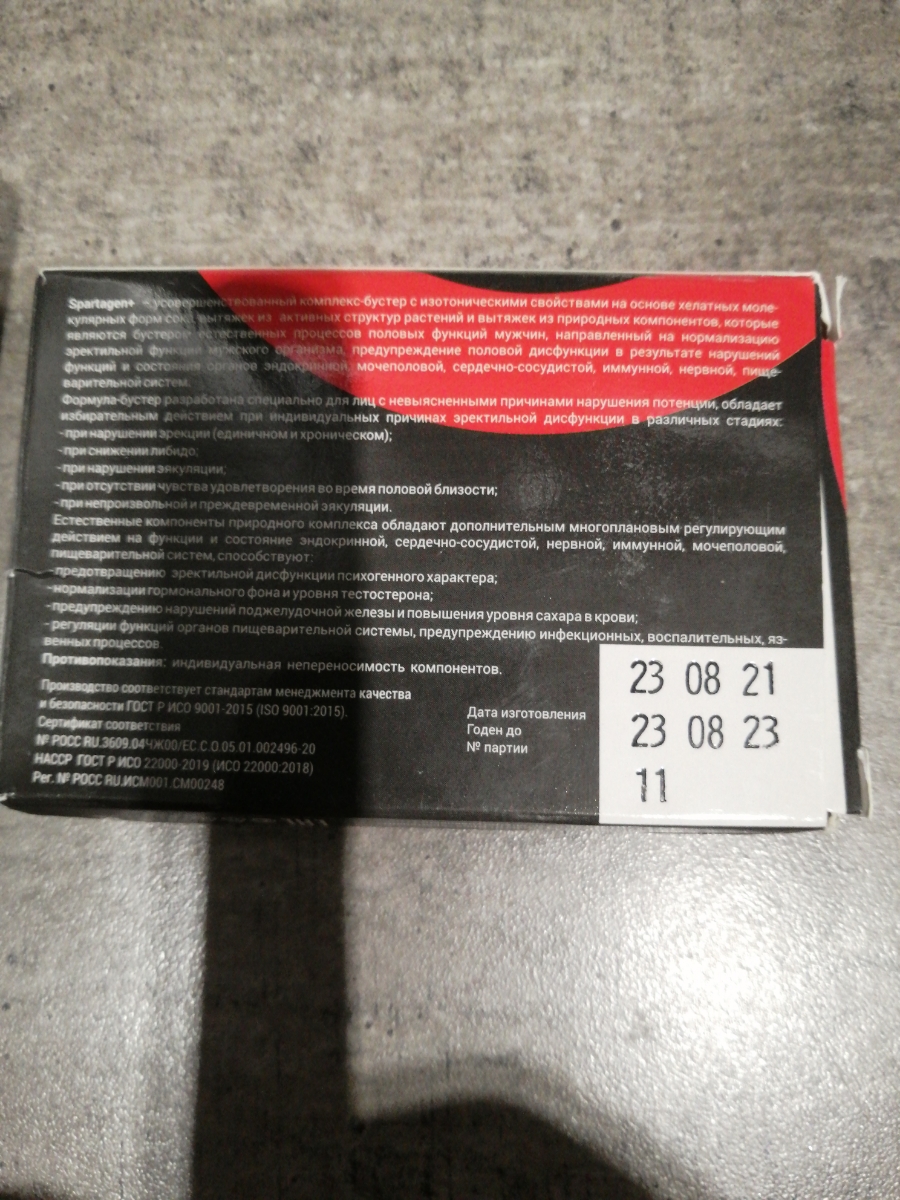 Spartagen+ – усовершенствованный комплекс-бустер с изотоническими свойствами на основе хелатных моле-
кулярных форм сока, вытяжек из активных структур растений и вытяжек из природных компонентов, которые
являются бустером естественных процессов половых функций мужчин, направленный на нормализацию
эректильной функции мужского организма, предупреждение половой дисфункции в результате нарушений
функций и состояния органов эндокринной, мочеполовой, сердечно-сосудистой, иммунной, нервной, пище-
варительной систем.
Формула-бустер разработана специально для лиц с невыясненными причинами нарушения потенции, обладает
избирательным действием при индивидуальных причинах эректильной дисфункции в различных стадиях:
-при нарушении эрекции (единичном и хроническом);
-при снижении либидо;
-при нарушении эякуляции;
-при отсутствии чувства удовлетворения во время половой близости;
-при непроизвольной и преждевременной эякуляции.
Естественные компоненты природного комплекса обладают дополнительным многоплановым регулирующим
действием на функции и состояние эндокринной, сердечно-сосудистой, нервной, иммунной, мочеполовой,
пищеварительной систем, способствуют:
-предотвращению эректильной дисфункции психогенного характера;
-нормализации гормонального фона и уровня тестостерона;
-предупреждению нарушений поджелудочной железы и повышения уровня сахара в крови;
-регуляции функций органов пищеварительной системы, предупреждению инфекционных, воспалительных, яз-
венных процессов.
Противопоказания: индивидуальная непереносимость компонентов.
Производство соответствует стандартам менеджмента качества
и безопасности ГОСТ Р ИСО 9001-2015 (ISO 9001:2015).
Сертификат соответствия
№ РОСС RU.3609.04ЧЖ00/ЕС.С.О.05.01.002496-20
НАССР ГОСТ Р ИСО 22000-2019 (ИСО 22000:2018)
Рег. № РОСС RU.ИСМ001.СМ00248
Дата изготовления 23 08 21
Годен до 23 08 23
№ партии 11